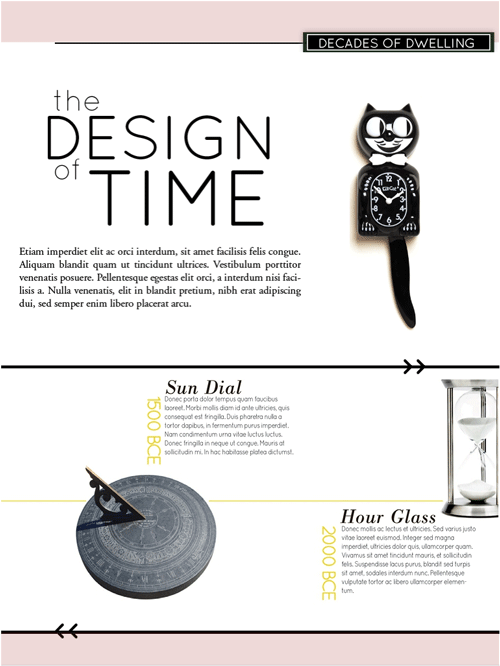 DECADES OF DWELLING
the
DESIGN
of
TIME
Etiam imperdiet elit ac orci interdum, sit amet facilisis felis congue.
Aliquam blandit quam ut tincidunt ultrices. Vestibulum porttitor
venenatis posuere. Pellentesque egestas elit orci, a interdum nisi faci-
lisis a. Nulla venenatis, elit in blandit pretium, nibh erat adipiscing
dui, sed semper enim libero placerat arcu.
Sun Dial
1500 BCE
Donec porta dolor tempus quam faucibus
laoreet. Morbi mollis diam id ante ultricies, quis
consequat est fringilla. Duis pharetra nulla a
tortor dapibus, in fermentum purus imperdiet.
Nam condimentum urna vitae luctus luctus.
Donec fringilla in neque ut congue. Mauris at
sollicitudin mi. In hac habitasse platea dictumst.
Hour Glass
2000 BCE
Donec mollis ac lectus et ultricies. Sed varius justo
vitae laoreet euismod. Integer sed magna
imperdiet, ultricies dolor quis, ullamcorper quam.
Vivamus sit amet tincidunt mauris, et sollicitudin
felis. Suspendisse lacus purus, blandit sed turpis
sit amet, sodales interdum nunc. Pellentesque
vulputate tortor ac libero ullamcorper elemen-
tum.